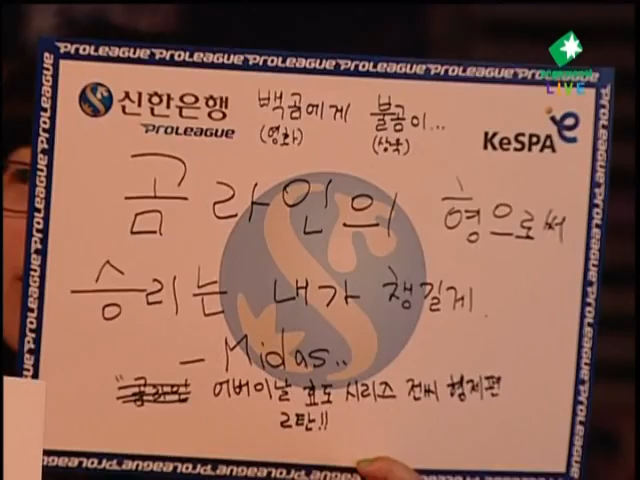 LIVE
신한은행
PROLEAGUE
백곰에게 불곰이...
(영화) (상욱)
KeSPA
곰라인의 형으로써
승리는 내가 챙길게.
- Midas..
어버이날 효도 시리즈 전씨 형제편
2탄!!
PROLEAGUE PROLEAGUE PROLEAGUE PROLEAGUE PROLEAGUE PROLEAGUE